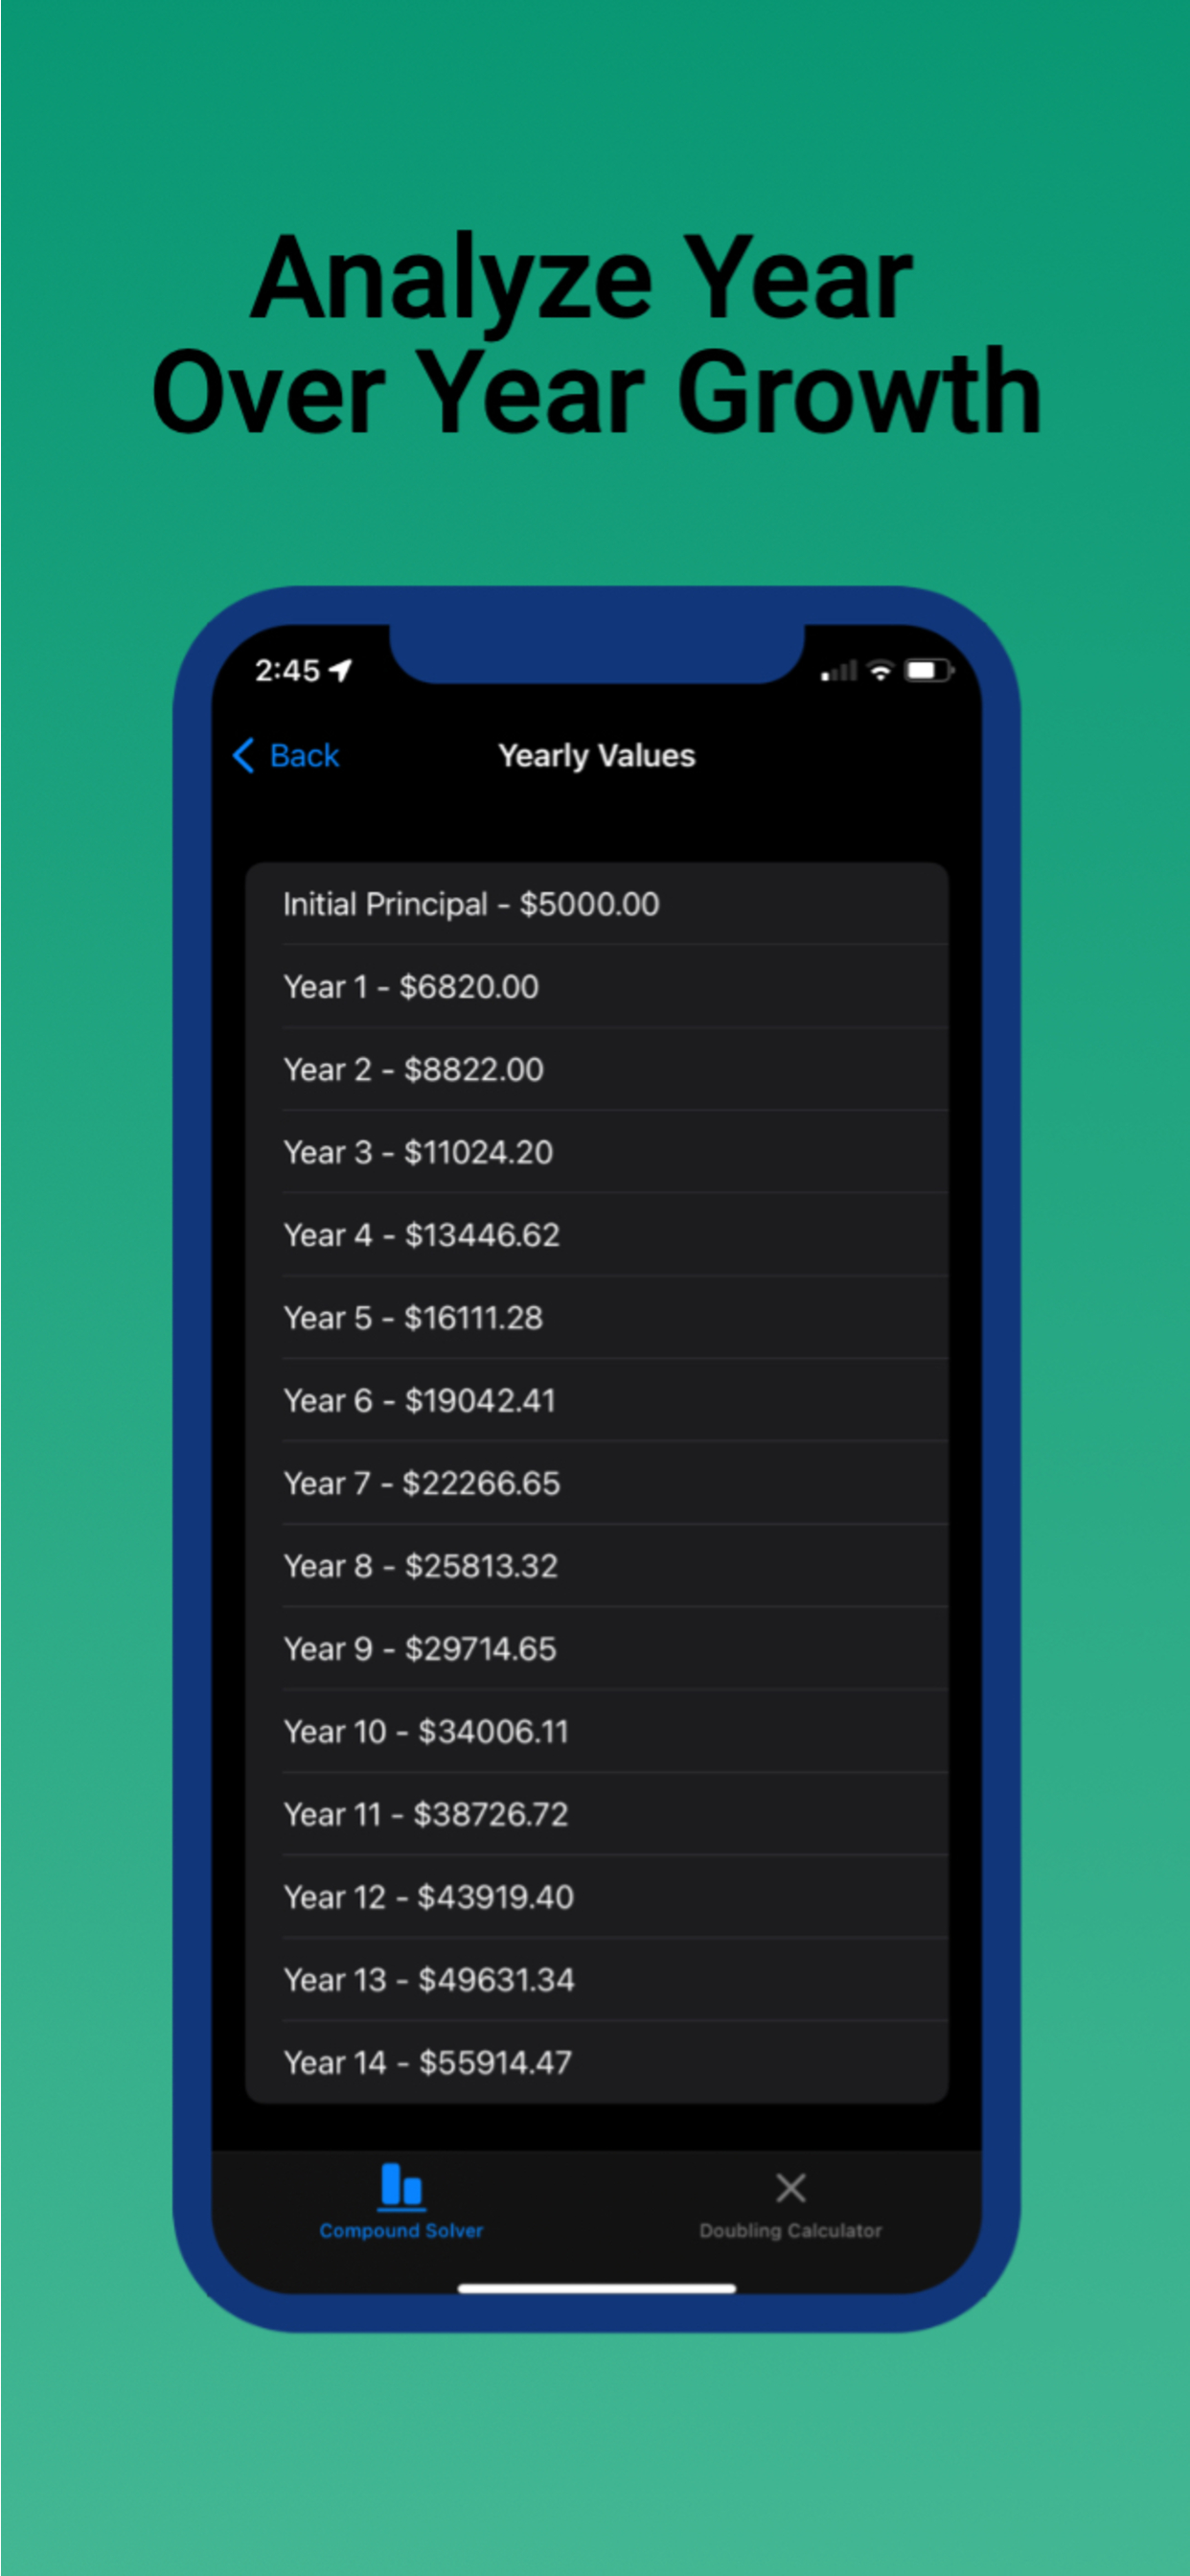 Analyze Year
Over Year Growth
2:45
Back
Yearly Values
Initial Principal - $5000.00
Year 1 - $6820.00
Year 2 - $8822.00
Year 3 - $11024.20
Year 4 - $13446.62
Year 5 - $16111.28
Year 6 - $19042.41
Year 7 - $22266.65
Year 8 - $25813.32
Year 9 - $29714.65
Year 10 - $34006.11
Year 11 - $38726.72
Year 12 - $43919.40
Year 13 - $49631.34
Year 14 - $55914.47
Compound Solver
Doubling Calculator